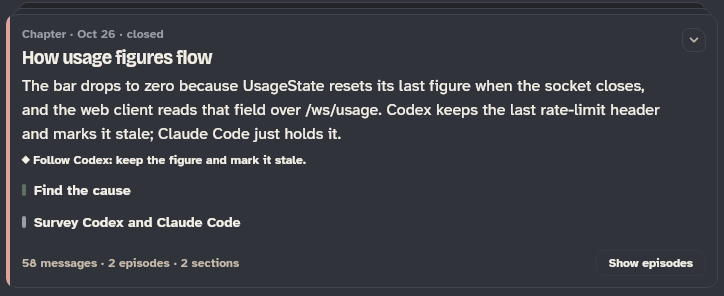 Chapter · Oct 26 · closed
How usage figures flow
The bar drops to zero because UsageState resets its last figure when the socket closes,
and the web client reads that field over /ws/usage. Codex keeps the last rate-limit header
and marks it stale; Claude Code just holds it.
◆ Follow Codex: keep the figure and mark it stale.
Find the cause
Survey Codex and Claude Code
58 messages · 2 episodes · 2 sections
Show episodes